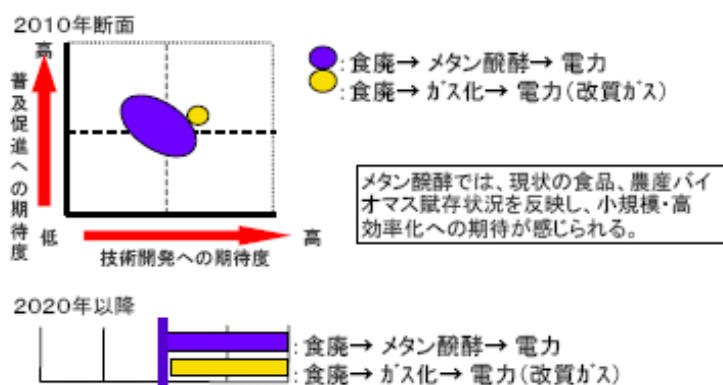 2010年断面
高
普及促進への期待度
低
技術開発への期待度
高
:食廃→ メタン醗酵→ 電力
:食廃→ ガス化→ 電力(改質ガス)
メタン醗酵では、現状の食品、農産バイ
オマス賦存状況を反映し、小規模・高
効率化への期待が感じられる。
2020年以降
:食廃→ メタン醗酵→ 電力
:食廃→ ガス化→ 電力(改質ガス)